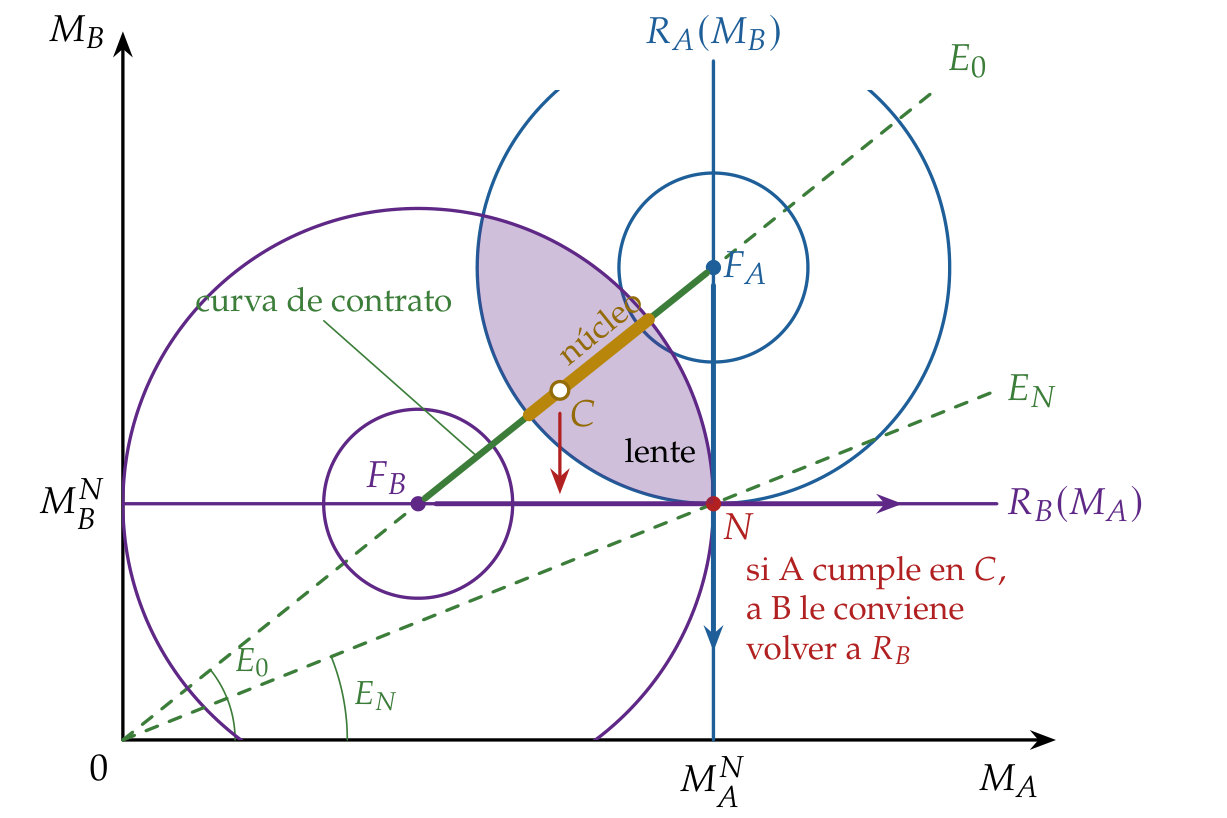 M_B
R_A(M_B)
E_0
F_A
curva de contrato
núcleo
C
E_N
lente
F_B
M_B^N
R_B(M_A)
N
si A cumple en C,
a B le conviene
volver a R_B
E_0
E_N
0
M_A^N
M_A